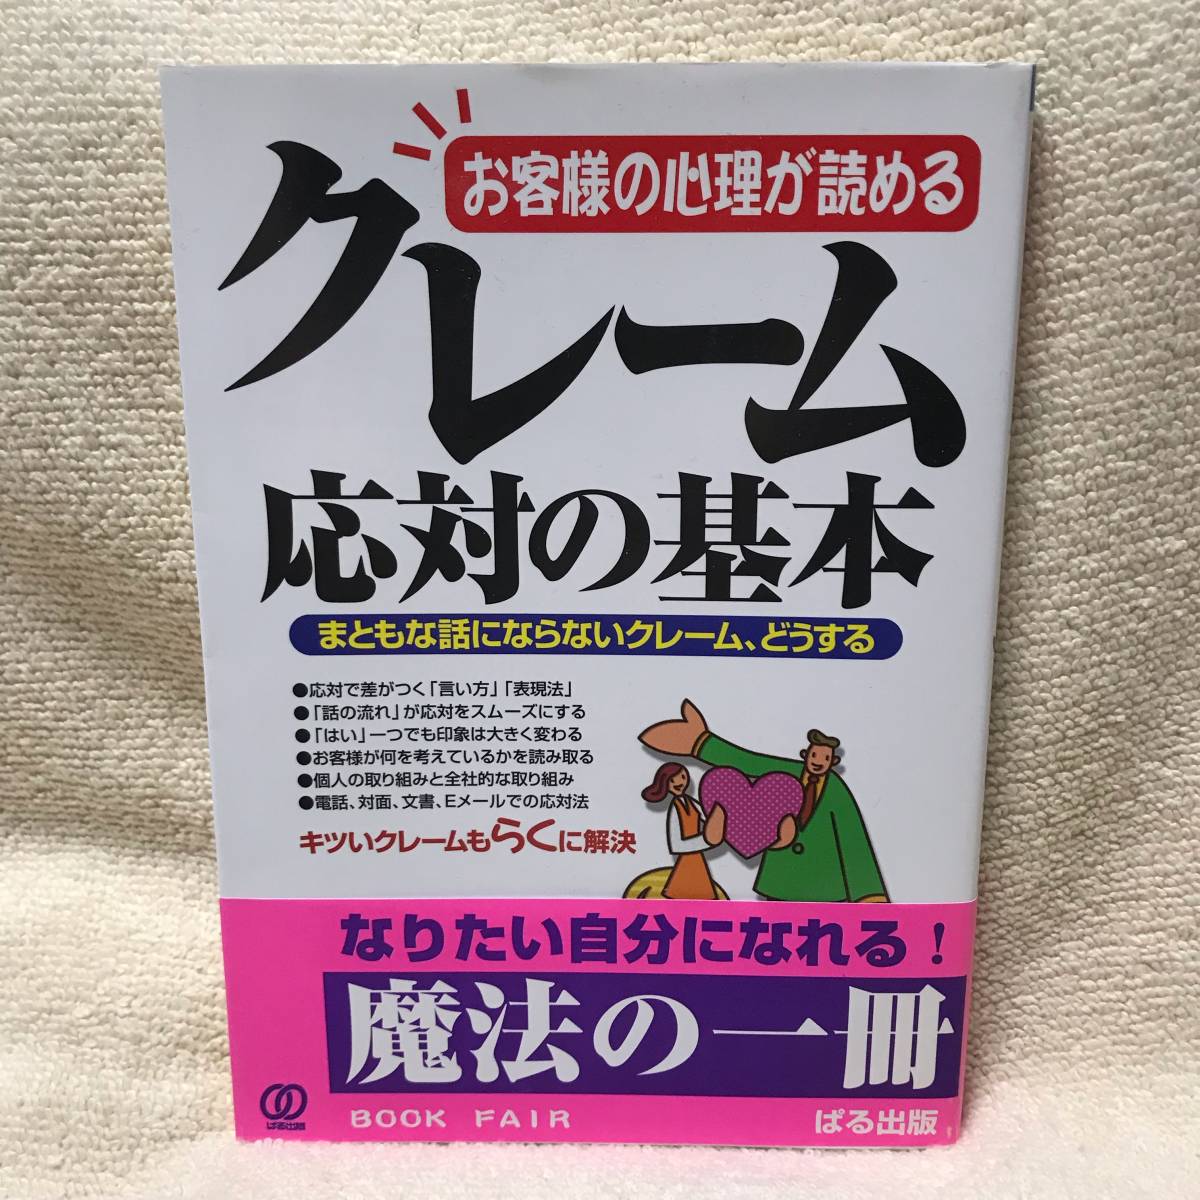 お客様の心理が読める
クレーム
応対の基本
まともな話にならないクレーム、どうする
●応対で差がつく「言い方」「表現法」
●「話の流れ」が応対をスムーズにする
●「はい」一つでも印象は大きく変わる
●お客様が何を考えているかを読み取る
●個人の取り組みと全社的な取り組み
●電話、対面、文書、Eメールでの応対法
キツいクレームもらくに解決
なりたい自分になれる！
魔法の一冊
ぱる出版
BOOK FAIR
ぱる出版